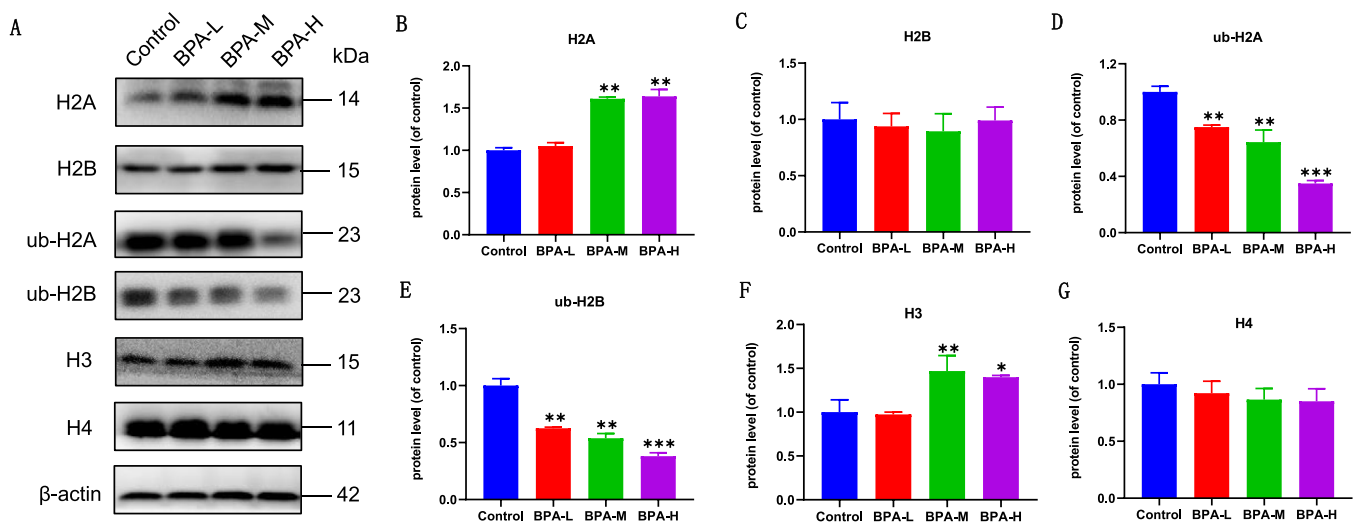 A
Control
BPA-L
BPA-M
BPA-H
kDa
H2A
14
H2B
15
ub-H2A
23
ub-H2B
23
H3
15
H4
11
β-actin
42
B
H2A
protein level (of control)
2.0
1.5
1.0
0.5
0.0
** **
Control BPA-L BPA-M BPA-H
C
H2B
protein level (of control)
1.5
1.0
0.5
0.0
Control BPA-L BPA-M BPA-H
D
ub-H2A
protein level (of control)
1.2
0.8
0.4
0.0
** ** ***
Control BPA-L BPA-M BPA-H
E
ub-H2B
protein level (of control)
1.5
1.0
0.5
0.0
** ** ***
Control BPA-L BPA-M BPA-H
F
H3
protein level (of control)
2.0
1.5
1.0
0.5
0.0
** *
Control BPA-L BPA-M BPA-H
G
H4
protein level (of control)
1.5
1.0
0.5
0.0
Control BPA-L BPA-M BPA-H